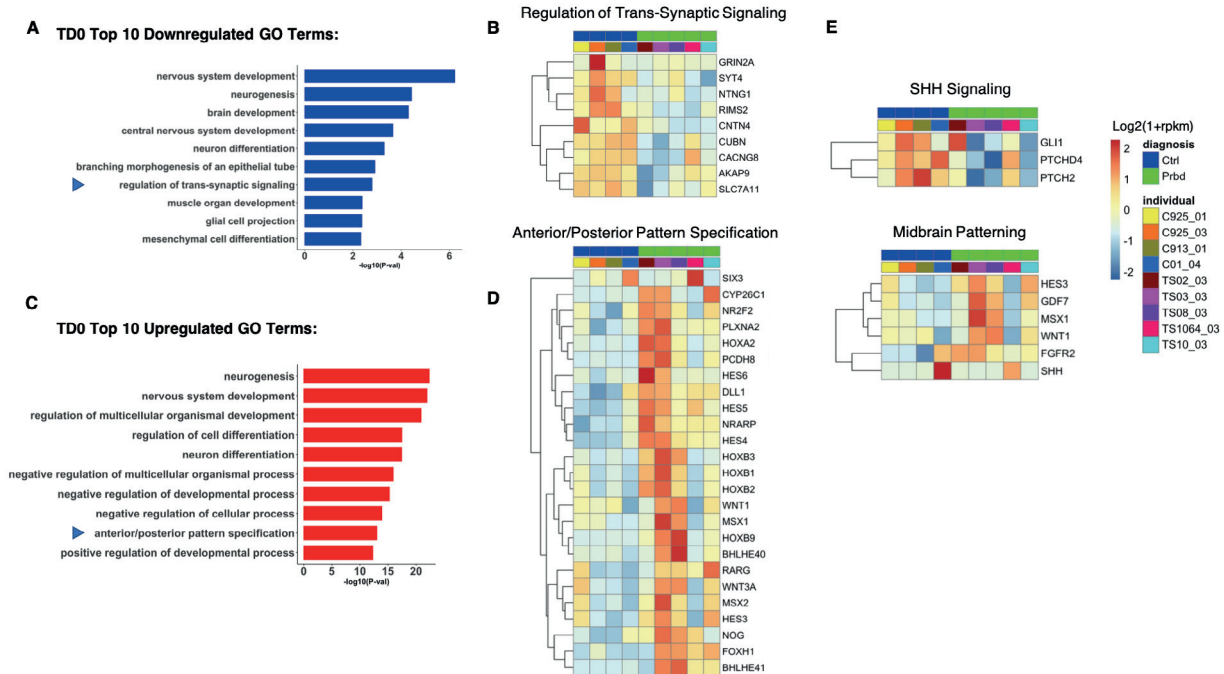 A
TD0 Top 10 Downregulated GO Terms:
nervous system development
neurogenesis
brain development
central nervous system development
neuron differentiation
branching morphogenesis of an epithelial tube
regulation of trans-synaptic signaling
muscle organ development
glial cell projection
mesenchymal cell differentiation
0 2 4 6
-log10(P-val)
C
TD0 Top 10 Upregulated GO Terms:
neurogenesis
nervous system development
regulation of multicellular organismal development
regulation of cell differentiation
neuron differentiation
negative regulation of multicellular organismal process
negative regulation of developmental process
negative regulation of cellular process
anterior/posterior pattern specification
positive regulation of developmental process
0 5 10 15 20
-log10(P-val)
B
Regulation of Trans-Synaptic Signaling
GRIN2A
SYT4
NTNG1
RIMS2
CNTN4
CUBN
CACNG8
AKAP9
SLC7A11
D
Anterior/Posterior Pattern Specification
SIX3
CYP26C1
NR2F2
PLXNA2
HOXA2
PCDH8
HES6
DLL1
HES5
NRARP
HES4
HOXB3
HOXB1
HOXB2
WNT1
MSX1
HOXB9
BHLHE40
RARG
WNT3A
MSX2
HES3
NOG
FOXH1
BHLHE41
E
SHH Signaling
GLI1
PTCHD4
PTCH2
Midbrain Patterning
HES3
GDF7
MSX1
WNT1
FGFR2
SHH
Log2(1+rpkm)
2
1
0
-1
-2
diagnosis
Ctrl
Prbd
individual
C925_01
C925_03
C913_01
C01_04
TS02_03
TS03_03
TS08_03
TS1064_03
TS10_03